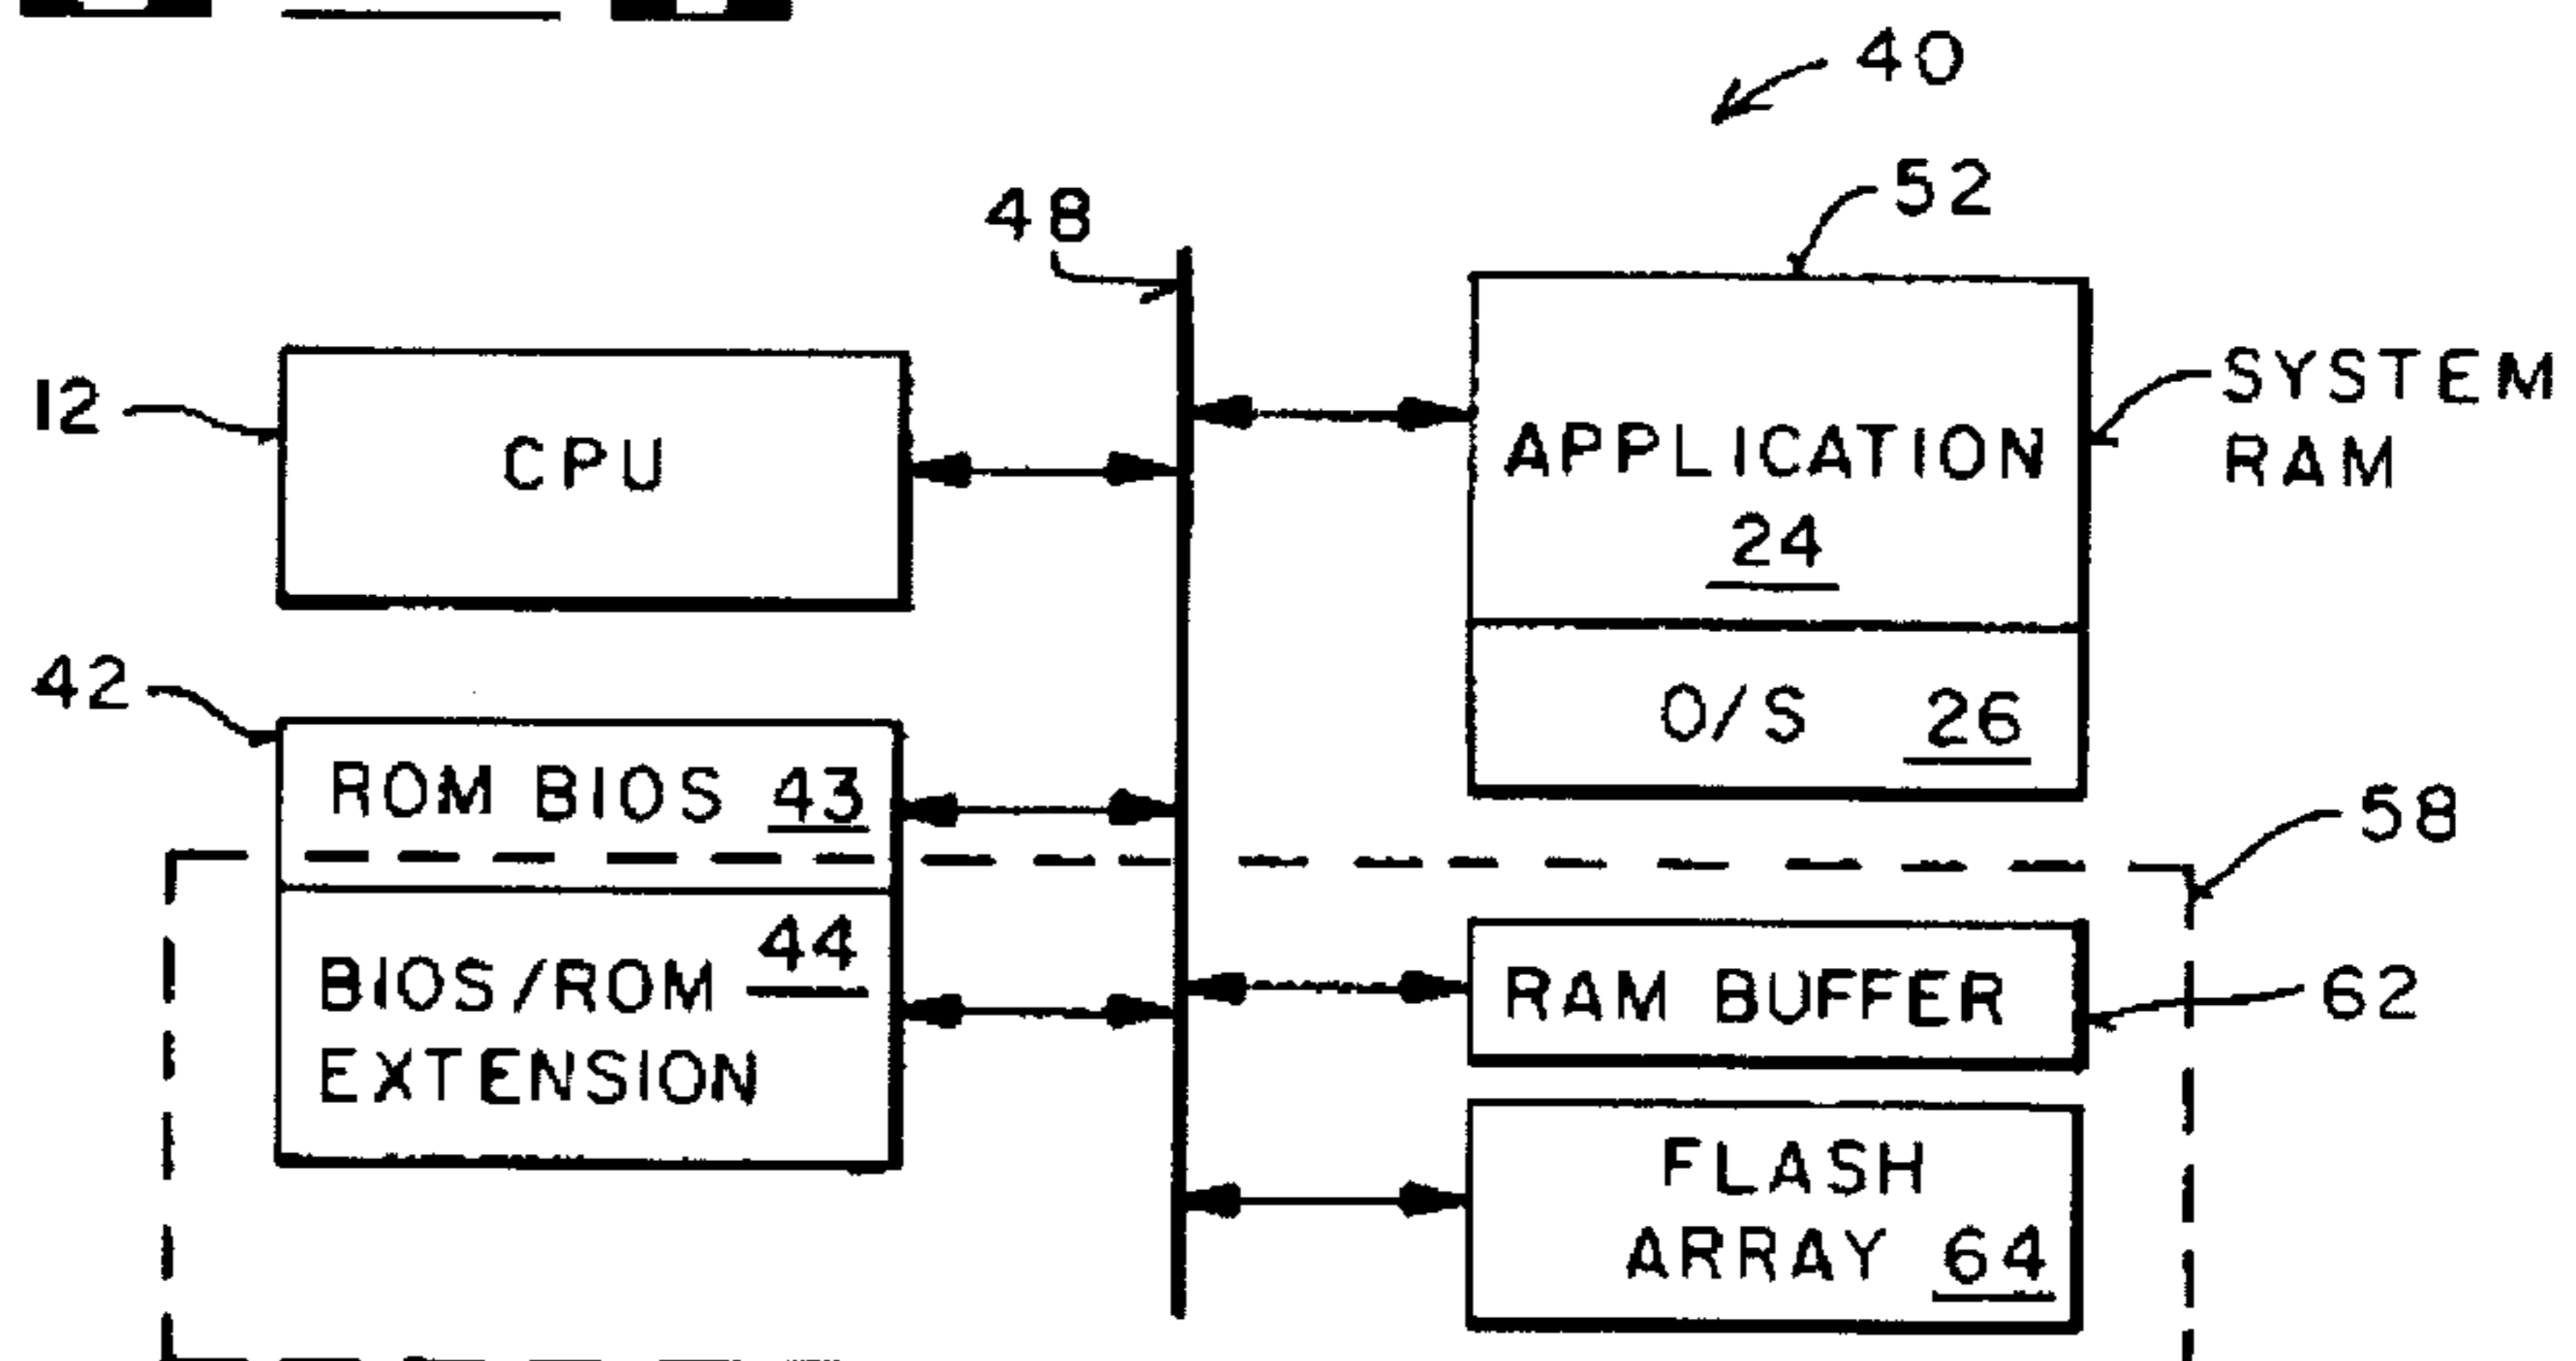 40
52
48
12
CPU
APPLICATION
24
SYSTEM
RAM
42
O/S 26
ROM BIOS 43
58
BIOS/ROM 44
EXTENSION
RAM BUFFER
62
FLASH
ARRAY 64